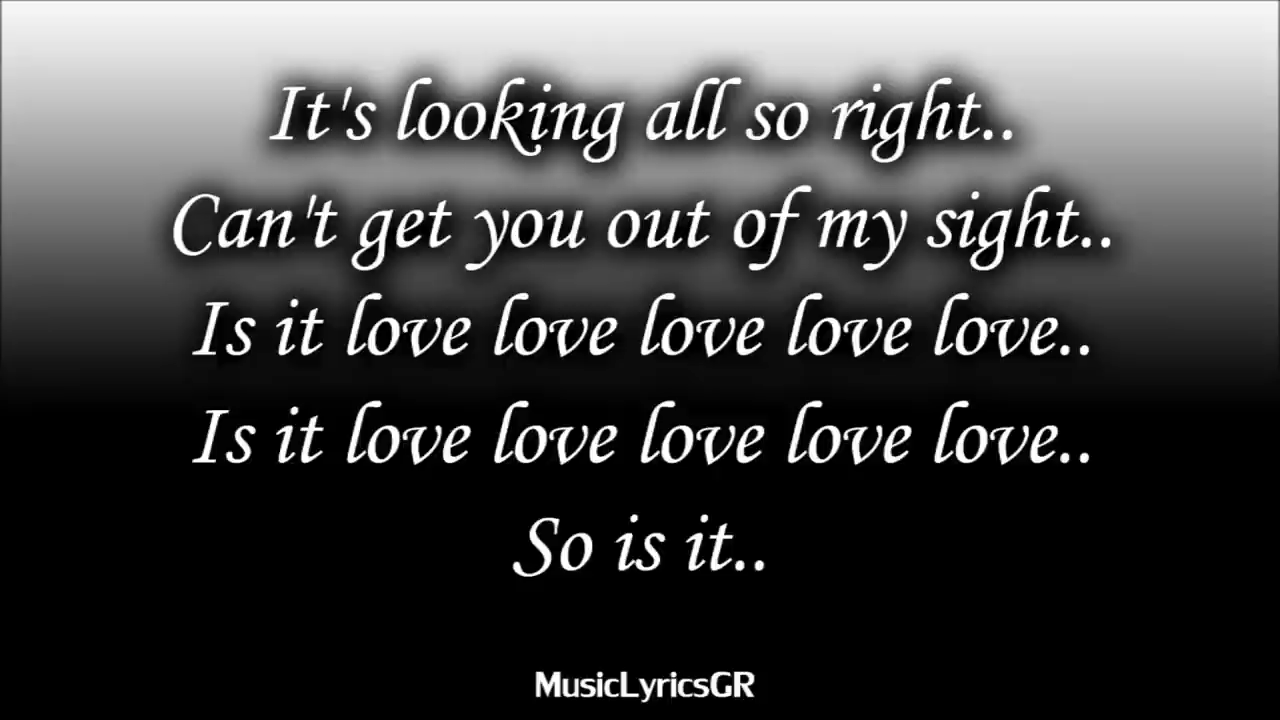 It's looking all so right..
Can't get you out of my sight..
Is it love love love love love..
Is it love love love love love..
So is it..
MusicLyricsGR